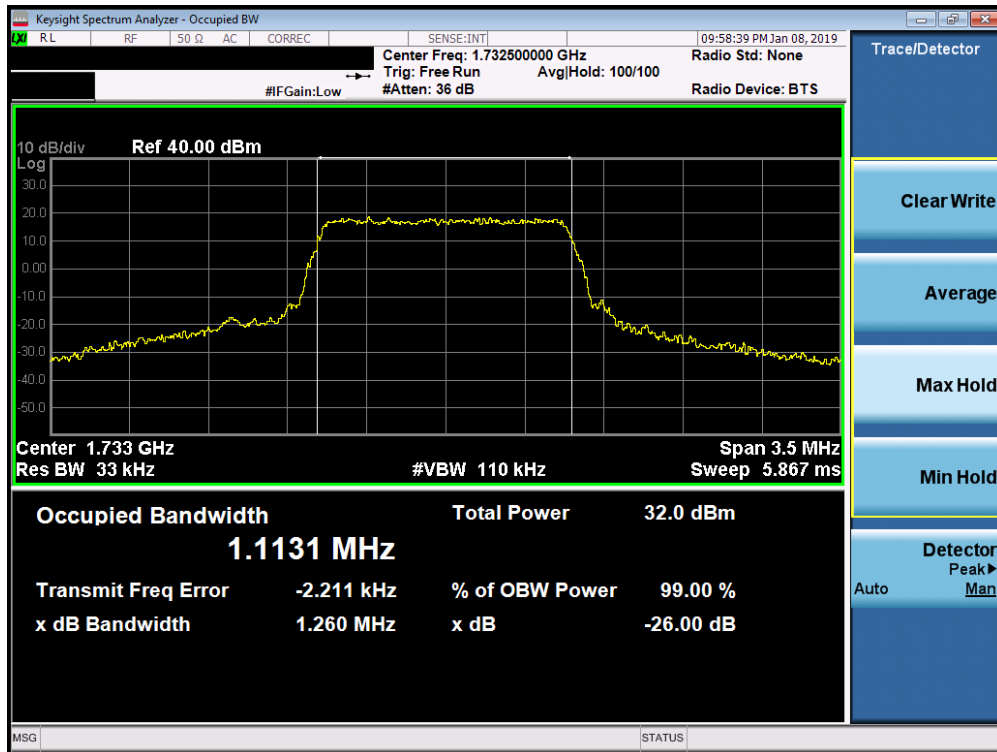 Keysight Spectrum Analyzer - Occupied BW
LXI RL RF 50 Ω AC CORREC SENSE:INT 09:58:39 PM Jan 08, 2019
Center Freq: 1.732500000 GHz Radio Std: None
Trig: Free Run Avg|Hold: 100/100
#IFGain:Low #Atten: 36 dB Radio Device: BTS
10 dB/div Ref 40.00 dBm
Log
30.0
20.0
10.0
0.00
-10.0
-20.0
-30.0
-40.0
-50.0
Center 1.733 GHz Span 3.5 MHz
Res BW 33 kHz #VBW 110 kHz Sweep 5.867 ms
Occupied Bandwidth Total Power 32.0 dBm
1.1131 MHz
Transmit Freq Error -2.211 kHz % of OBW Power 99.00 %
x dB Bandwidth 1.260 MHz x dB -26.00 dB
MSG STATUS
Trace/Detector
Clear Write
Average
Max Hold
Min Hold
Detector
Peak▶
Auto Man